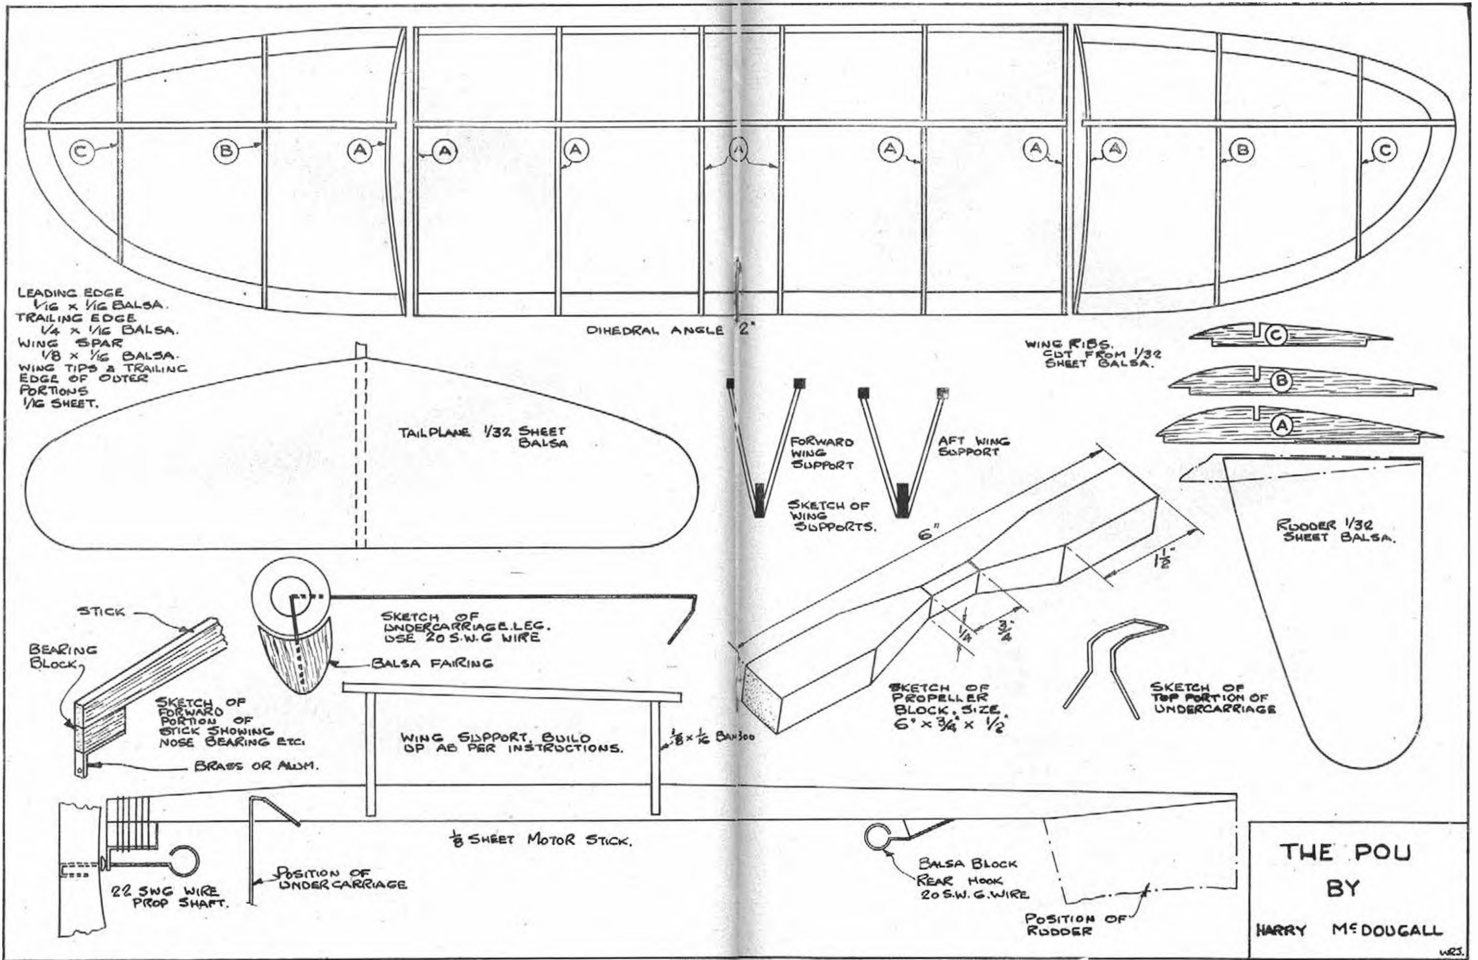 C
B
A
A
A
A
A
A
A
B
C
LEADING EDGE
1/16 x 1/16 BALSA.
TRAILING EDGE
1/4 x 1/16 BALSA.
WING SPAR
1/8 x 1/16 BALSA.
WING TIPS & TRAILING
EDGE OF OUTER
PORTIONS
1/16 SHEET.
DIHEDRAL ANGLE 2"
WING RIBS.
CUT FROM 1/32
SHEET BALSA.
C
B
A
TAILPLANE 1/32 SHEET
BALSA
FORWARD
WING
SUPPORT
AFT WING
SUPPORT
SKETCH OF
WING
SUPPORTS.
6"
1 1/2"
1/4
3/4"
RUDDER 1/32
SHEET BALSA.
STICK
BEARING
BLOCK
SKETCH OF
FORWARD
PORTION OF
STICK SHOWING
NOSE BEARING ETC.
BRASS OR ALUM.
SKETCH OF
UNDERCARRIAGE LEG.
USE 20 S.W.G WIRE
BALSA FAIRING
SKETCH OF
PROPELLER
BLOCK, SIZE
6" x 3/4" x 1/2"
SKETCH OF
TOP PORTION OF
UNDERCARRIAGE
WING SUPPORT, BUILD
UP AS PER INSTRUCTIONS.
1/8 x 1/16 BAMBOO
1/8 SHEET MOTOR STICK.
22 SWG WIRE
PROP SHAFT.
POSITION OF
UNDERCARRIAGE
BALSA BLOCK
REAR HOOK
20 S.W.G. WIRE
POSITION OF
RUDDER
THE POU
BY
HARRY McDOUGALL
WRJ.